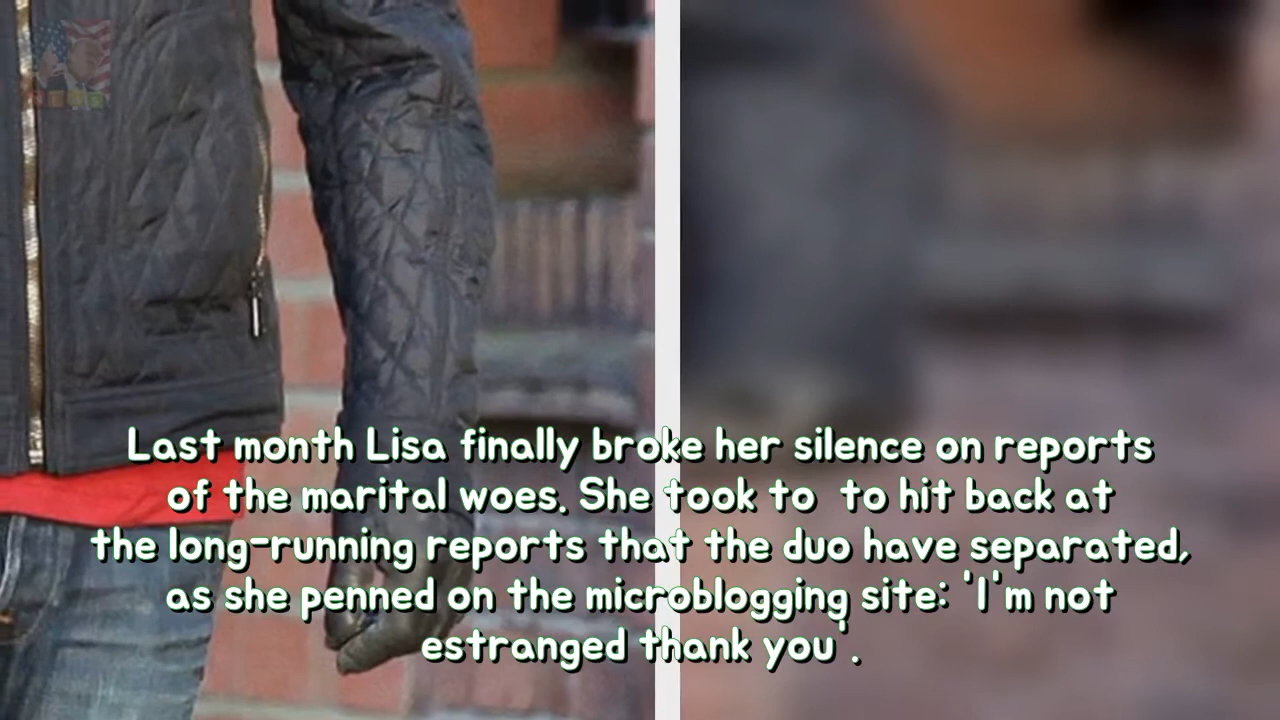 Last month Lisa finally broke her silence on reports
of the marital woes. She took to  to hit back at
the long-running reports that the duo have separated,
as she penned on the microblogging site: 'I'm not
estranged thank you'.